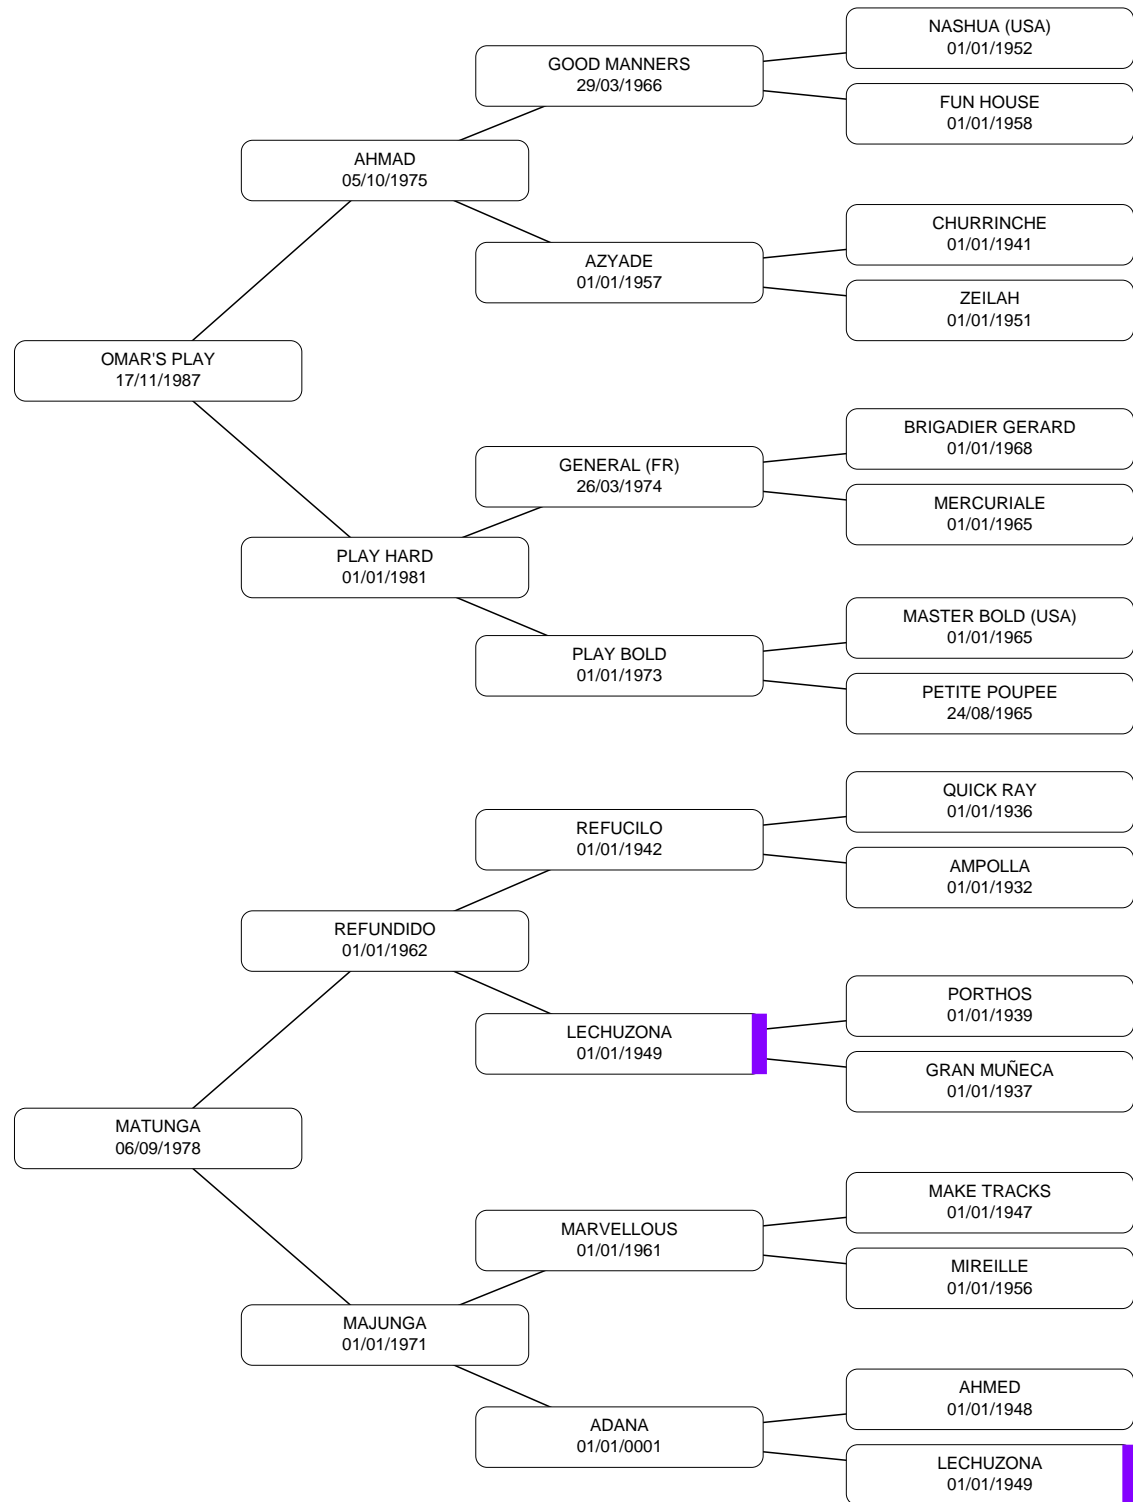 NASHUA (USA)
01/01/1952
GOOD MANNERS
29/03/1966
FUN HOUSE
01/01/1958
AHMAD
05/10/1975
CHURRINCHE
01/01/1941
AZYADE
01/01/1957
ZEILAH
01/01/1951
OMAR'S PLAY
17/11/1987
BRIGADIER GERARD
01/01/1968
GENERAL (FR)
26/03/1974
MERCURIALE
01/01/1965
PLAY HARD
01/01/1981
MASTER BOLD (USA)
01/01/1965
PLAY BOLD
01/01/1973
PETITE POUPEE
24/08/1965
QUICK RAY
01/01/1936
REFUCILO
01/01/1942
AMPOLLA
01/01/1932
REFUNDIDO
01/01/1962
PORTHOS
01/01/1939
LECHUZONA
01/01/1949
GRAN MUÑECA
01/01/1937
MATUNGA
06/09/1978
MAKE TRACKS
01/01/1947
MARVELLOUS
01/01/1961
MIREILLE
01/01/1956
MAJUNGA
01/01/1971
AHMED
01/01/1948
ADANA
01/01/0001
LECHUZONA
01/01/1949